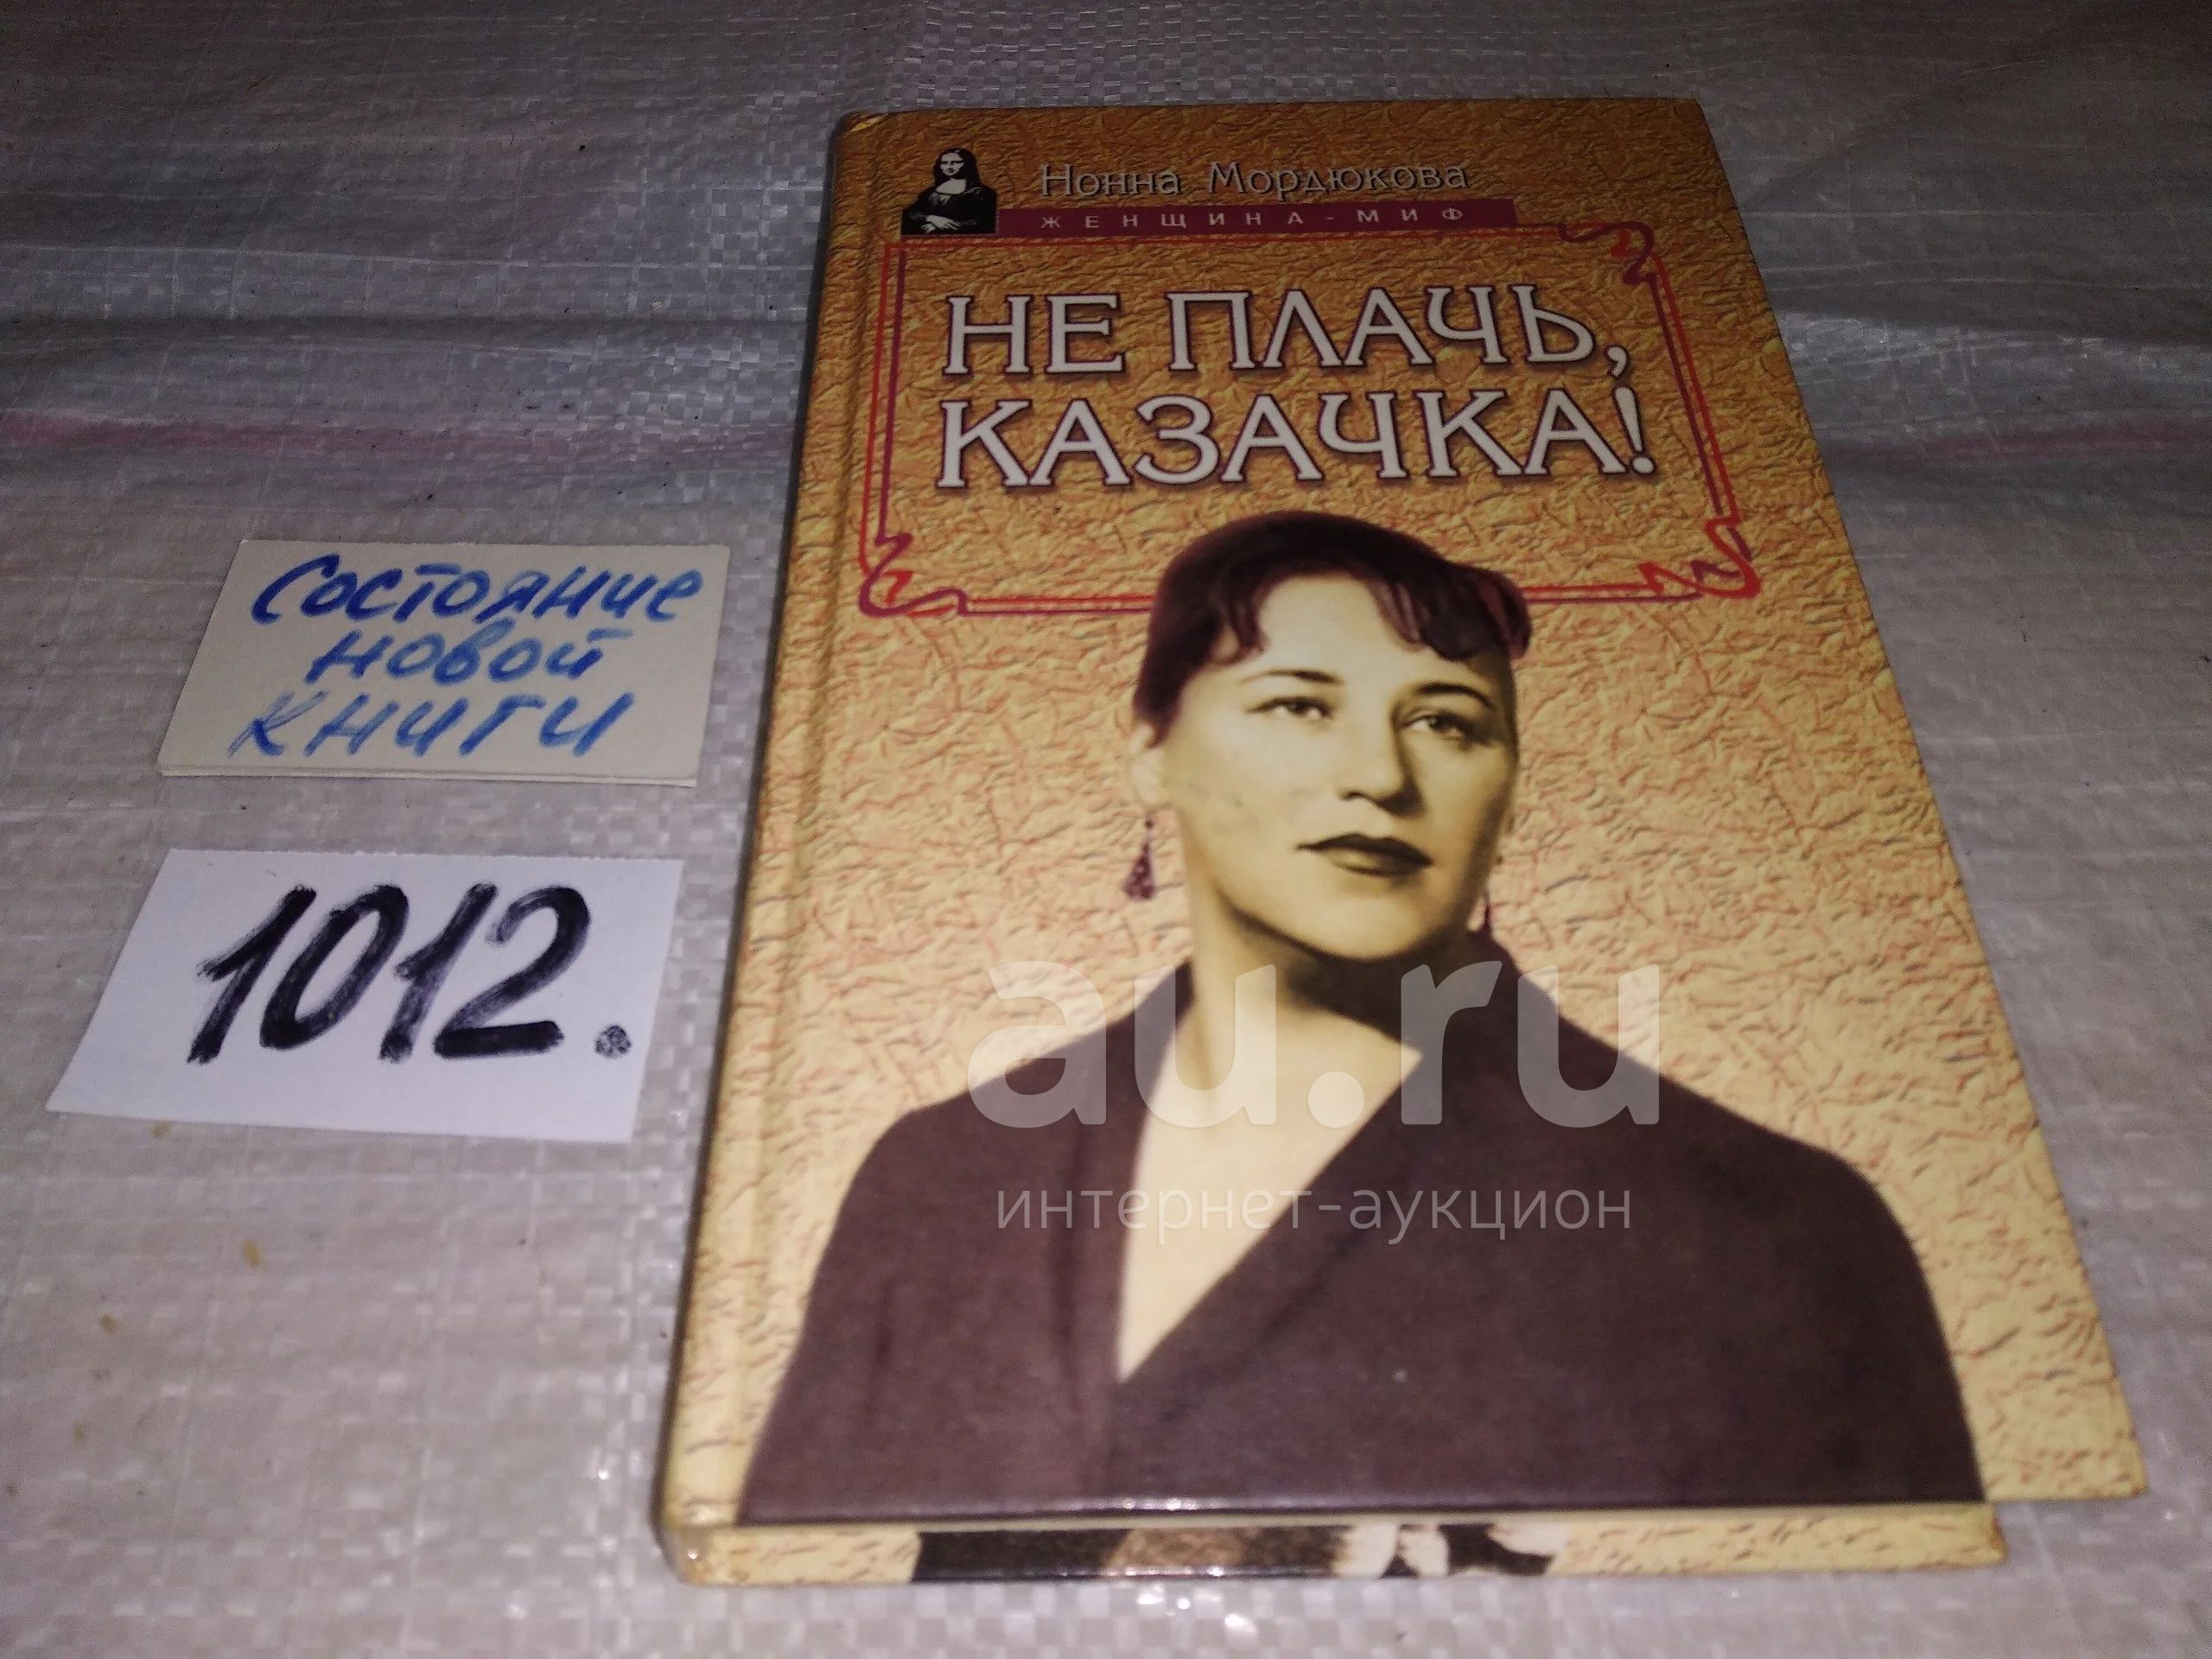 Нонна Мордюкова
ЖЕНЩИНА-МИФ
НЕ ПЛАЧЬ,
КАЗАЧКА!
Состояние
новой
книги
1012.
au.ru
интернет-аукцион